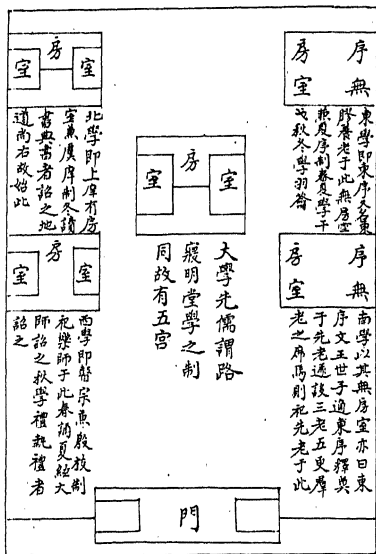 序無
房室
東學即東序又名東
膠養老于此無房室
兼夏序制春夏學干
戈秋冬學羽籥
序無
房室
南學以其無房室亦曰東
序文王世子適東序釋奠
于先老遂設三老五更羣
老之席焉則祀先老于此
室
房
室
大學先儒謂路
寢明堂學之制
同故有五宮
室
房
室
北學即上庠有房
室兼虞庠制冬讀
書典書者詔之地
道尚右故始此
室
房
室
西學即瞽宗兼殷校制
祀樂師于此春誦夏絃大
師詔之秋學禮執禮者
詔之
門